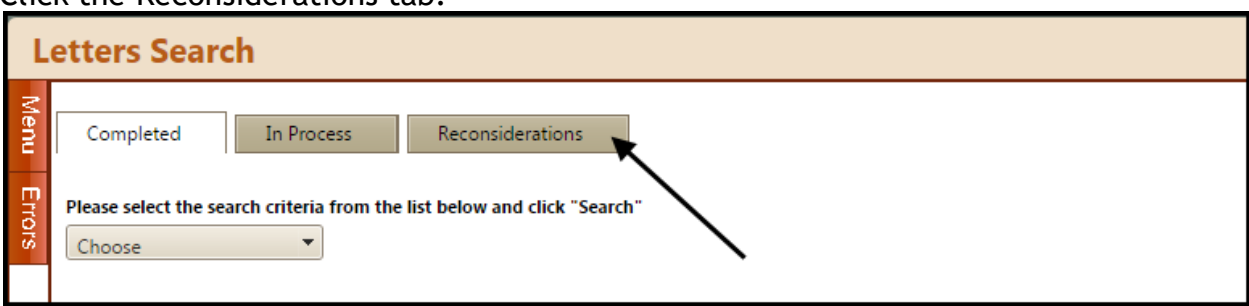 Click the Reconsiderations tab.
Letters Search
Menu
Completed In Process Reconsiderations
Errors
Please select the search criteria from the list below and click "Search"
Choose